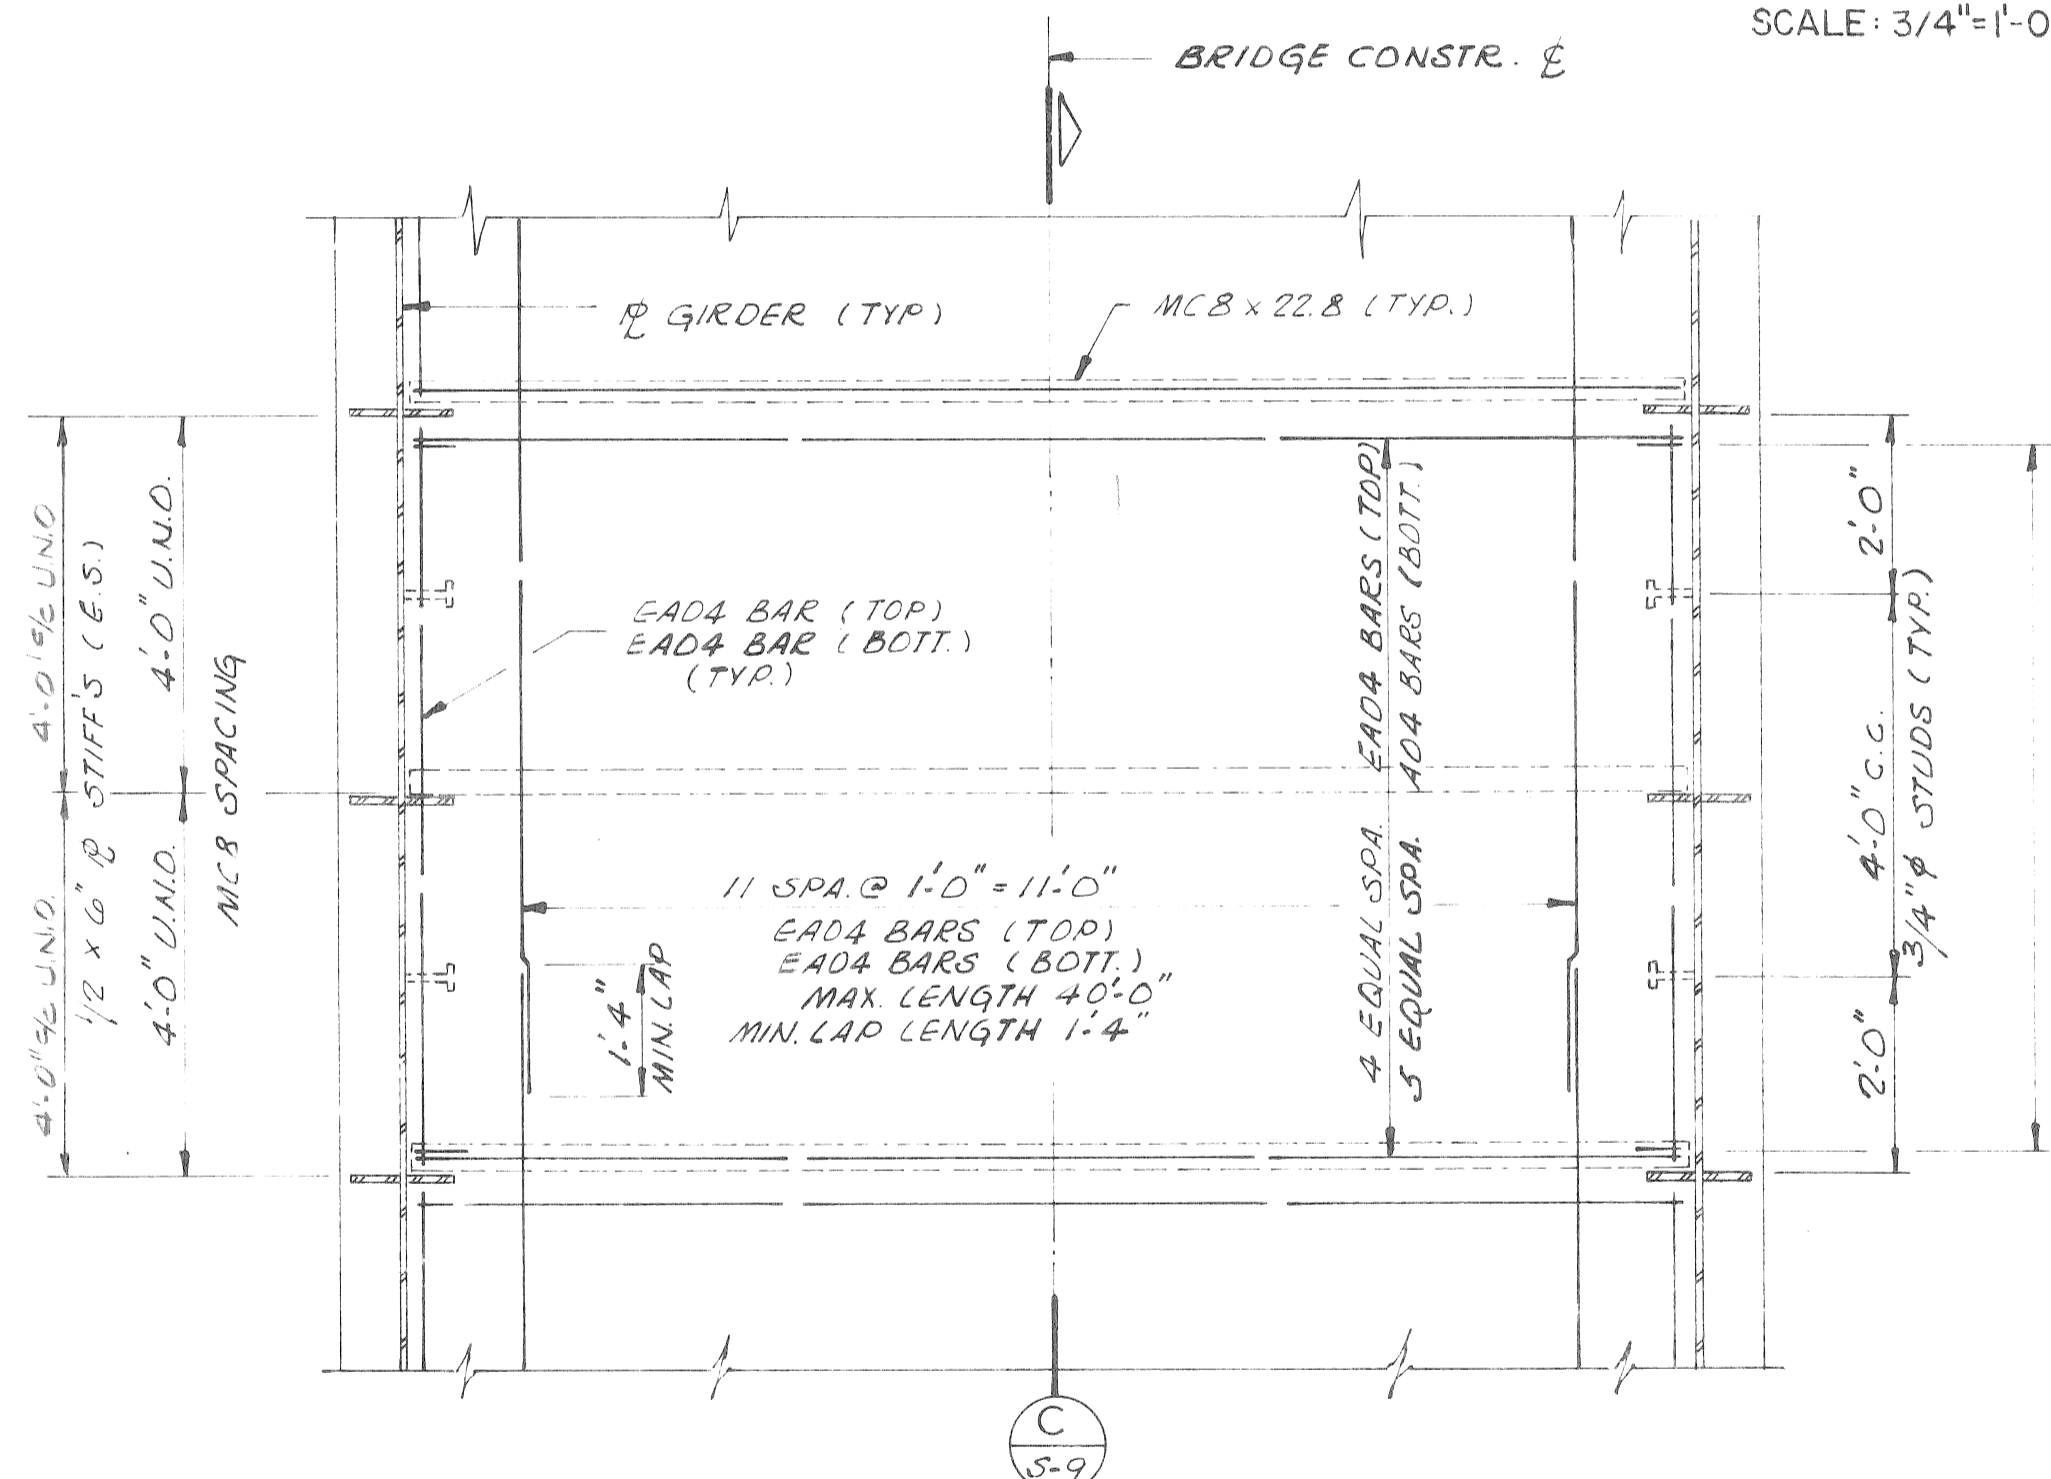 SCALE: 3/4"=1'-0
BRIDGE CONSTR. ℄
PL GIRDER (TYP)
MC8 x 22.8 (TYP.)
4'-0" c/c U.N.O
4'-0" c/c U.N.O.
1/2 x 6" PL STIFF'S (E.S.)
4'-0" U.N.O.
4'-0" U.N.O.
MC8 SPACING
EA04 BAR (TOP)
EA04 BAR (BOTT.)
(TYP.)
11 SPA. @ 1'-0" = 11'-0"
EA04 BARS (TOP)
EA04 BARS (BOTT.)
MAX. LENGTH 40'-0"
MIN. LAP LENGTH 1'-4"
1'-4"
MIN. LAP
4 EQUAL SPA. EA04 BARS (TOP)
5 EQUAL SPA. A04 BARS (BOTT.)
2'-0"
4'-0" C.C.
2'-0"
3/4" φ STUDS (TYP.)
C
S-9